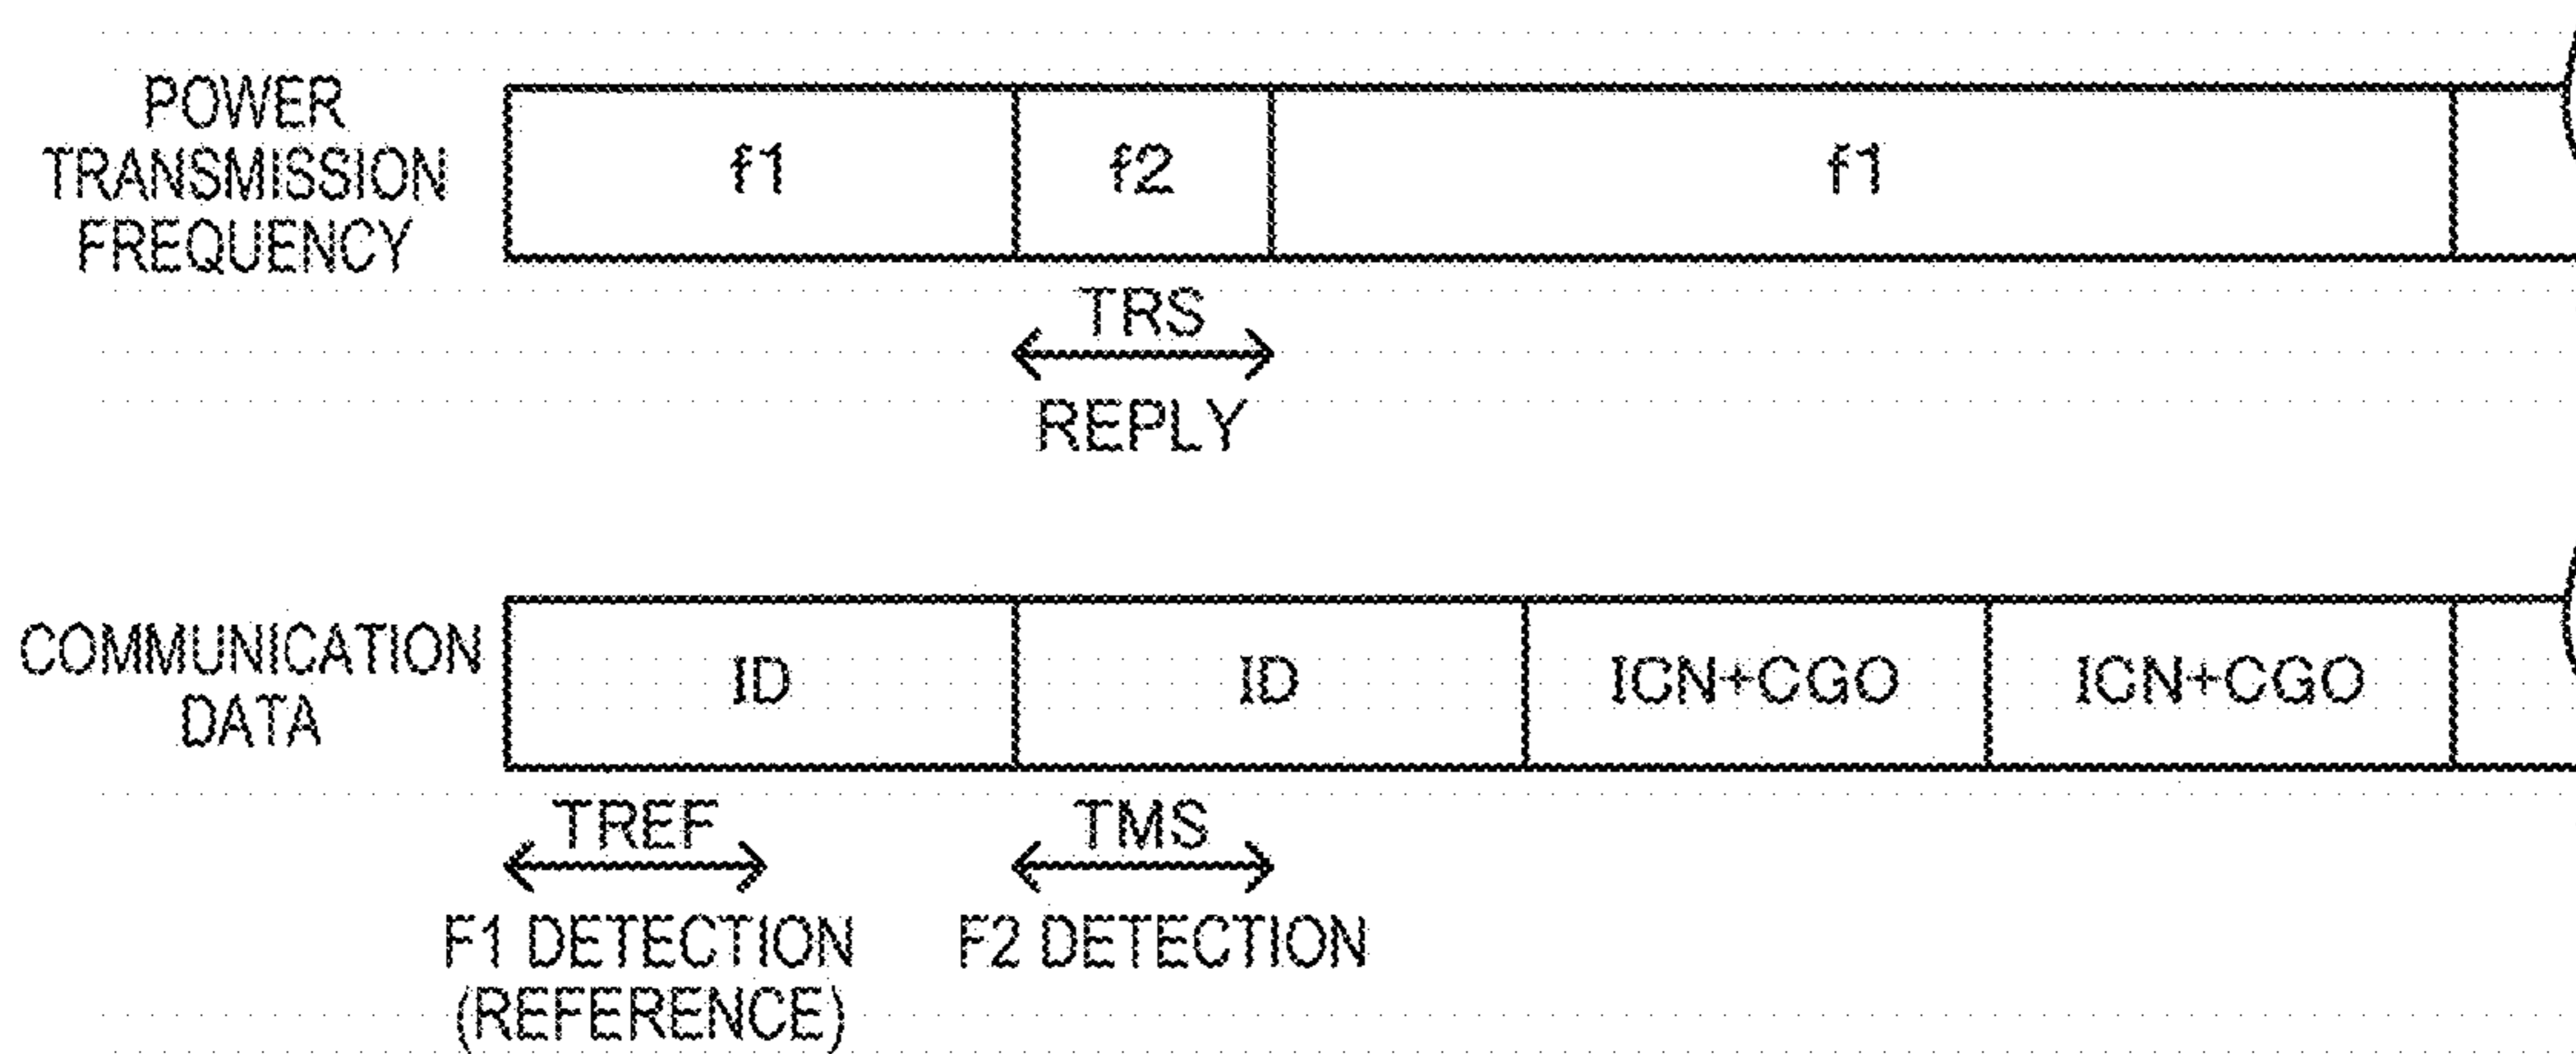 POWER
TRANSMISSION
FREQUENCY
f1
f2
f1
TRS
REPLY
COMMUNICATION
DATA
ID
ID
ICN+CGO
ICN+CGO
TREF
TMS
F1 DETECTION
(REFERENCE)
F2 DETECTION